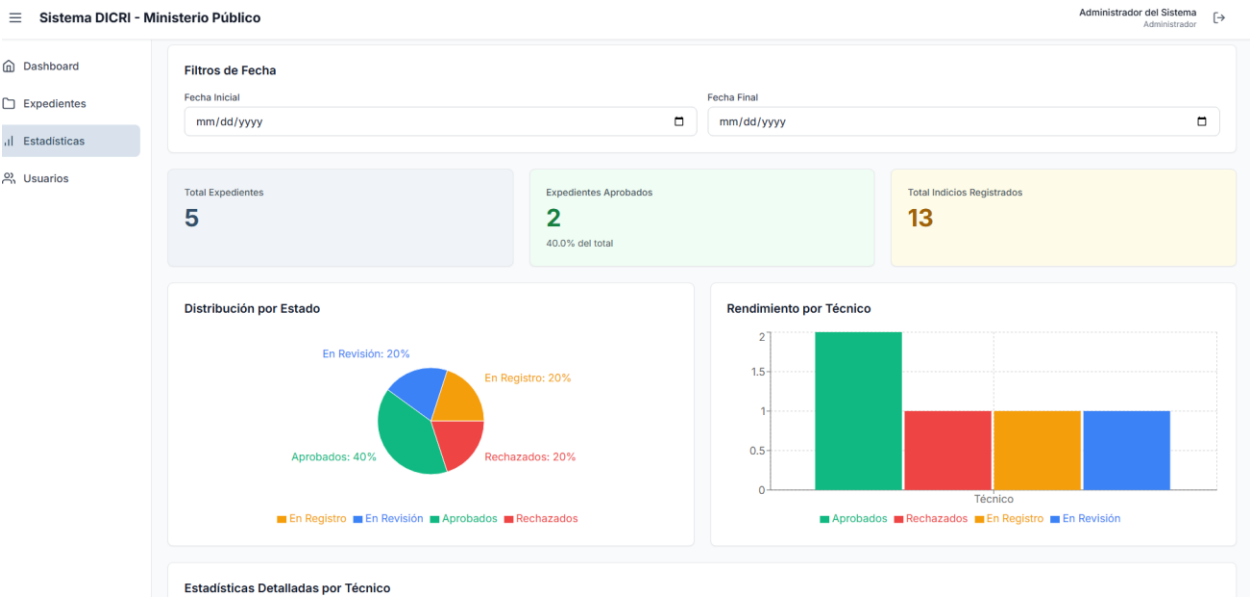 Sistema DICRI - Ministerio Público
Administrador del Sistema
Administrador
Dashboard
Expedientes
Estadísticas
Usuarios
Filtros de Fecha
Fecha Inicial
mm/dd/yyyy
Fecha Final
mm/dd/yyyy
Total Expedientes
5
Expedientes Aprobados
2
40.0% del total
Total Indicios Registrados
13
Distribución por Estado
En Revisión: 20%
En Registro: 20%
Aprobados: 40%
Rechazados: 20%
En Registro En Revisión Aprobados Rechazados
Rendimiento por Técnico
2
1.5
1
0.5
0
Técnico
Aprobados Rechazados En Registro En Revisión
Estadísticas Detalladas por Técnico